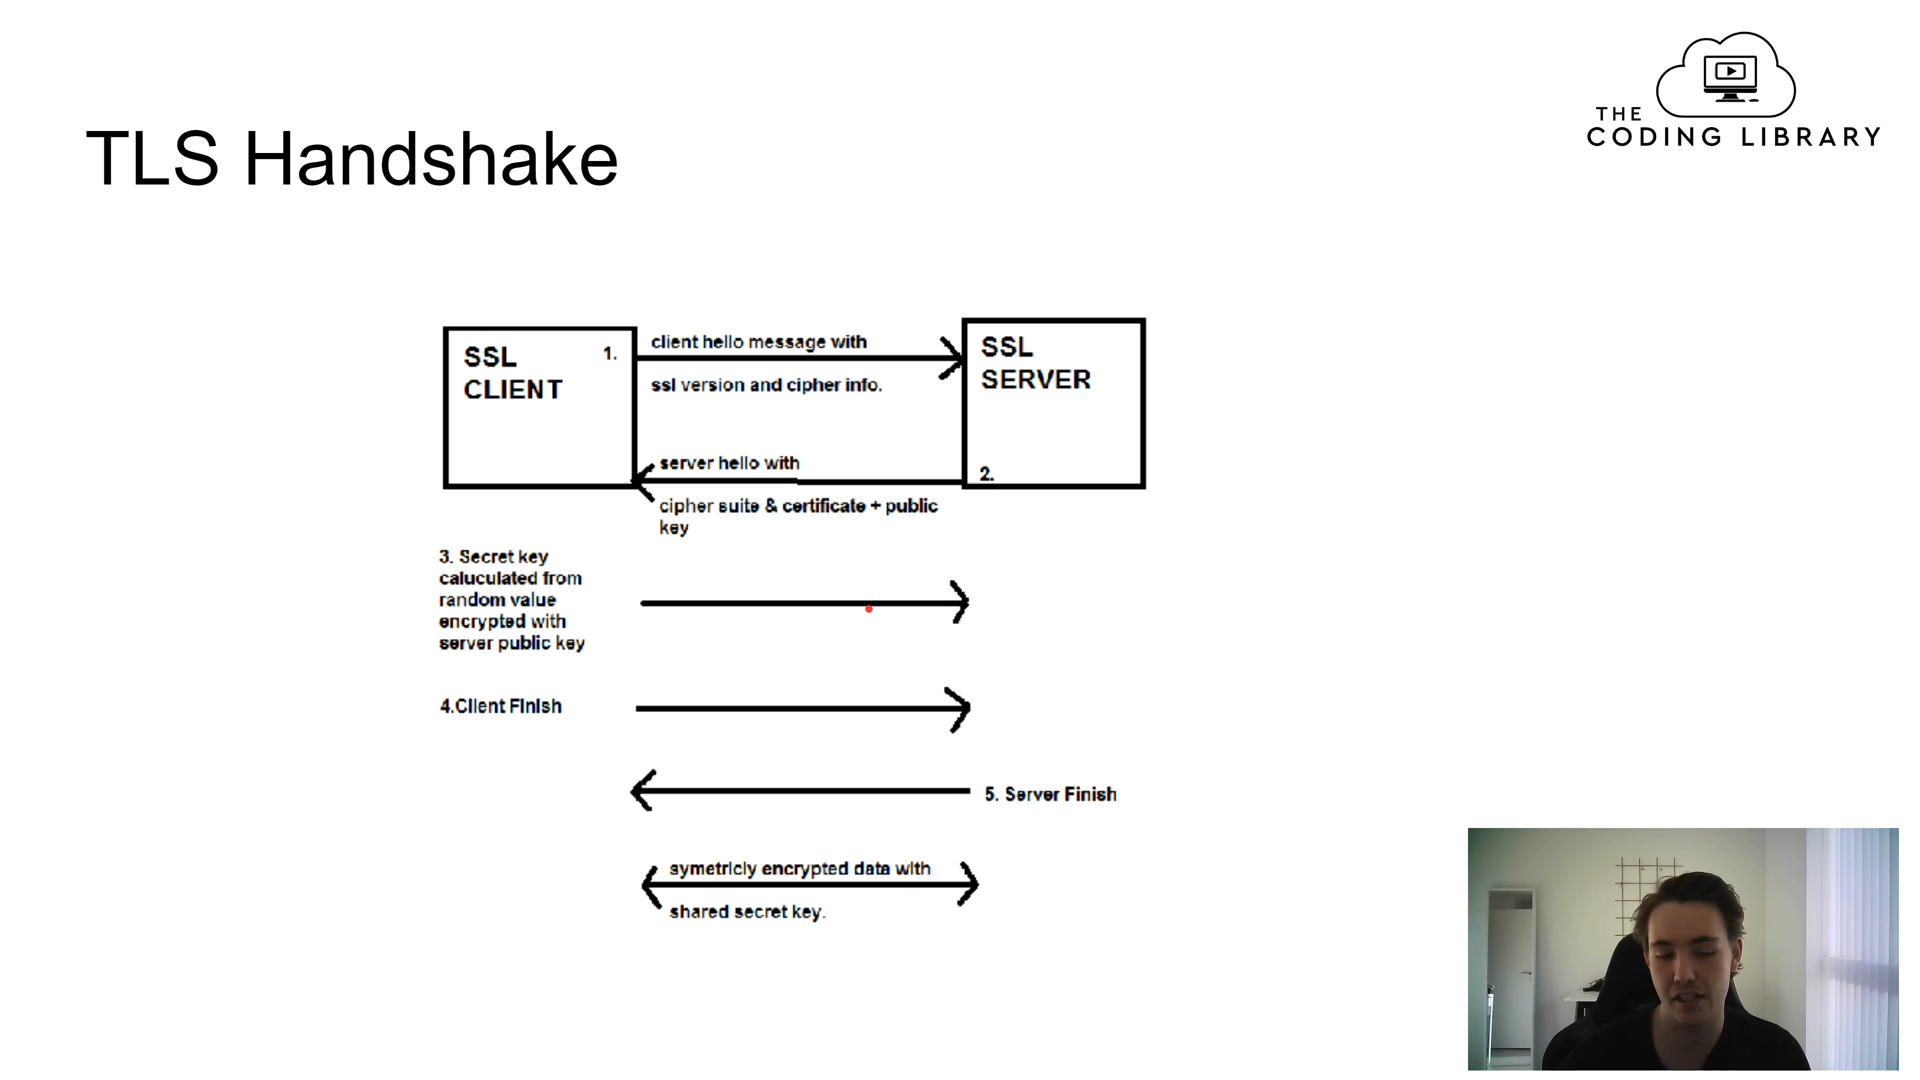 THE
CODING LIBRARY
TLS Handshake
SSL
CLIENT
1.
client hello message with
ssl version and cipher info.
SSL
SERVER
server hello with
2.
cipher suite & certificate + public
key
3. Secret key
caluculated from
random value
encrypted with
server public key
4.Client Finish
5. Server Finish
symetricly encrypted data with
shared secret key.